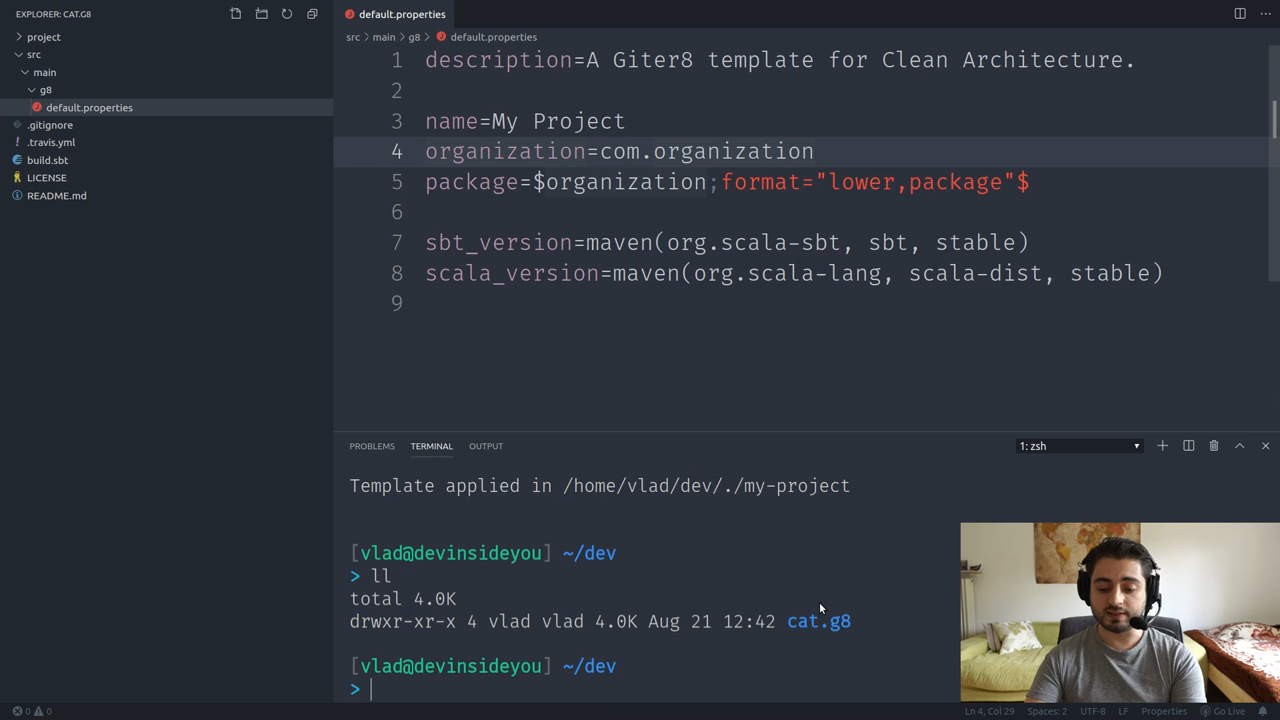 EXPLORER: CAT.G8
project
src
main
g8
default.properties
.gitignore
.travis.yml
build.sbt
LICENSE
README.md
default.properties
src > main > g8 > default.properties
1 description=A Giter8 template for Clean Architecture.
2
3 name=My Project
4 organization=com.organization
5 package=$organization;format="lower,package"$
6
7 sbt_version=maven(org.scala-sbt, sbt, stable)
8 scala_version=maven(org.scala-lang, scala-dist, stable)
9
PROBLEMS TERMINAL OUTPUT 1: zsh
Template applied in /home/vlad/dev/./my-project
[vlad@devinsideyou] ~/dev
> ll
total 4.0K
drwxr-xr-x 4 vlad vlad 4.0K Aug 21 12:42 cat.g8
[vlad@devinsideyou] ~/dev
>
0 0 Ln 4, Col 29 Spaces: 2 UTF-8 LF Properties Go Live